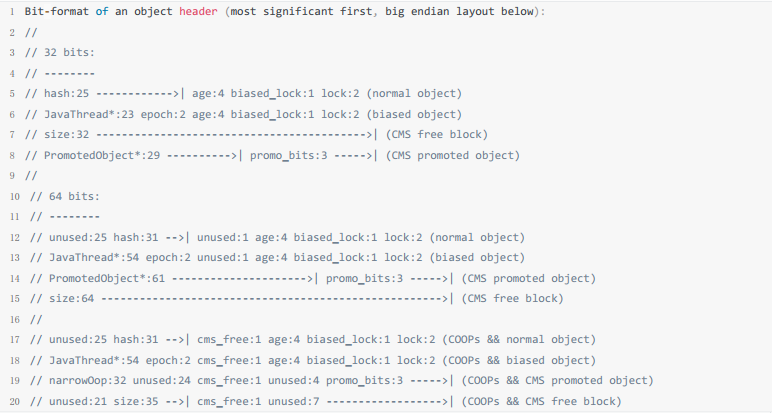 1 Bit-format of an object header (most significant first, big endian layout below):
2 //
3 // 32 bits:
4 // --------
5 // hash:25 ------------>| age:4 biased_lock:1 lock:2 (normal object)
6 // JavaThread*:23 epoch:2 age:4 biased_lock:1 lock:2 (biased object)
7 // size:32 ------------------------------------------>| (CMS free block)
8 // PromotedObject*:29 ---------->| promo_bits:3 ----->| (CMS promoted object)
9 //
10 // 64 bits:
11 // --------
12 // unused:25 hash:31 -->| unused:1 age:4 biased_lock:1 lock:2 (normal object)
13 // JavaThread*:54 epoch:2 unused:1 age:4 biased_lock:1 lock:2 (biased object)
14 // PromotedObject*:61 --------------------->| promo_bits:3 ----->| (CMS promoted object)
15 // size:64 ----------------------------------------------------->| (CMS free block)
16 //
17 // unused:25 hash:31 -->| cms_free:1 age:4 biased_lock:1 lock:2 (COOPs && normal object)
18 // JavaThread*:54 epoch:2 cms_free:1 age:4 biased_lock:1 lock:2 (COOPs && biased object)
19 // narrowOop:32 unused:24 cms_free:1 unused:4 promo_bits:3 ----->| (COOPs && CMS promoted object)
20 // unused:21 size:35 -->| cms_free:1 unused:7 ------------------>| (COOPs && CMS free block)